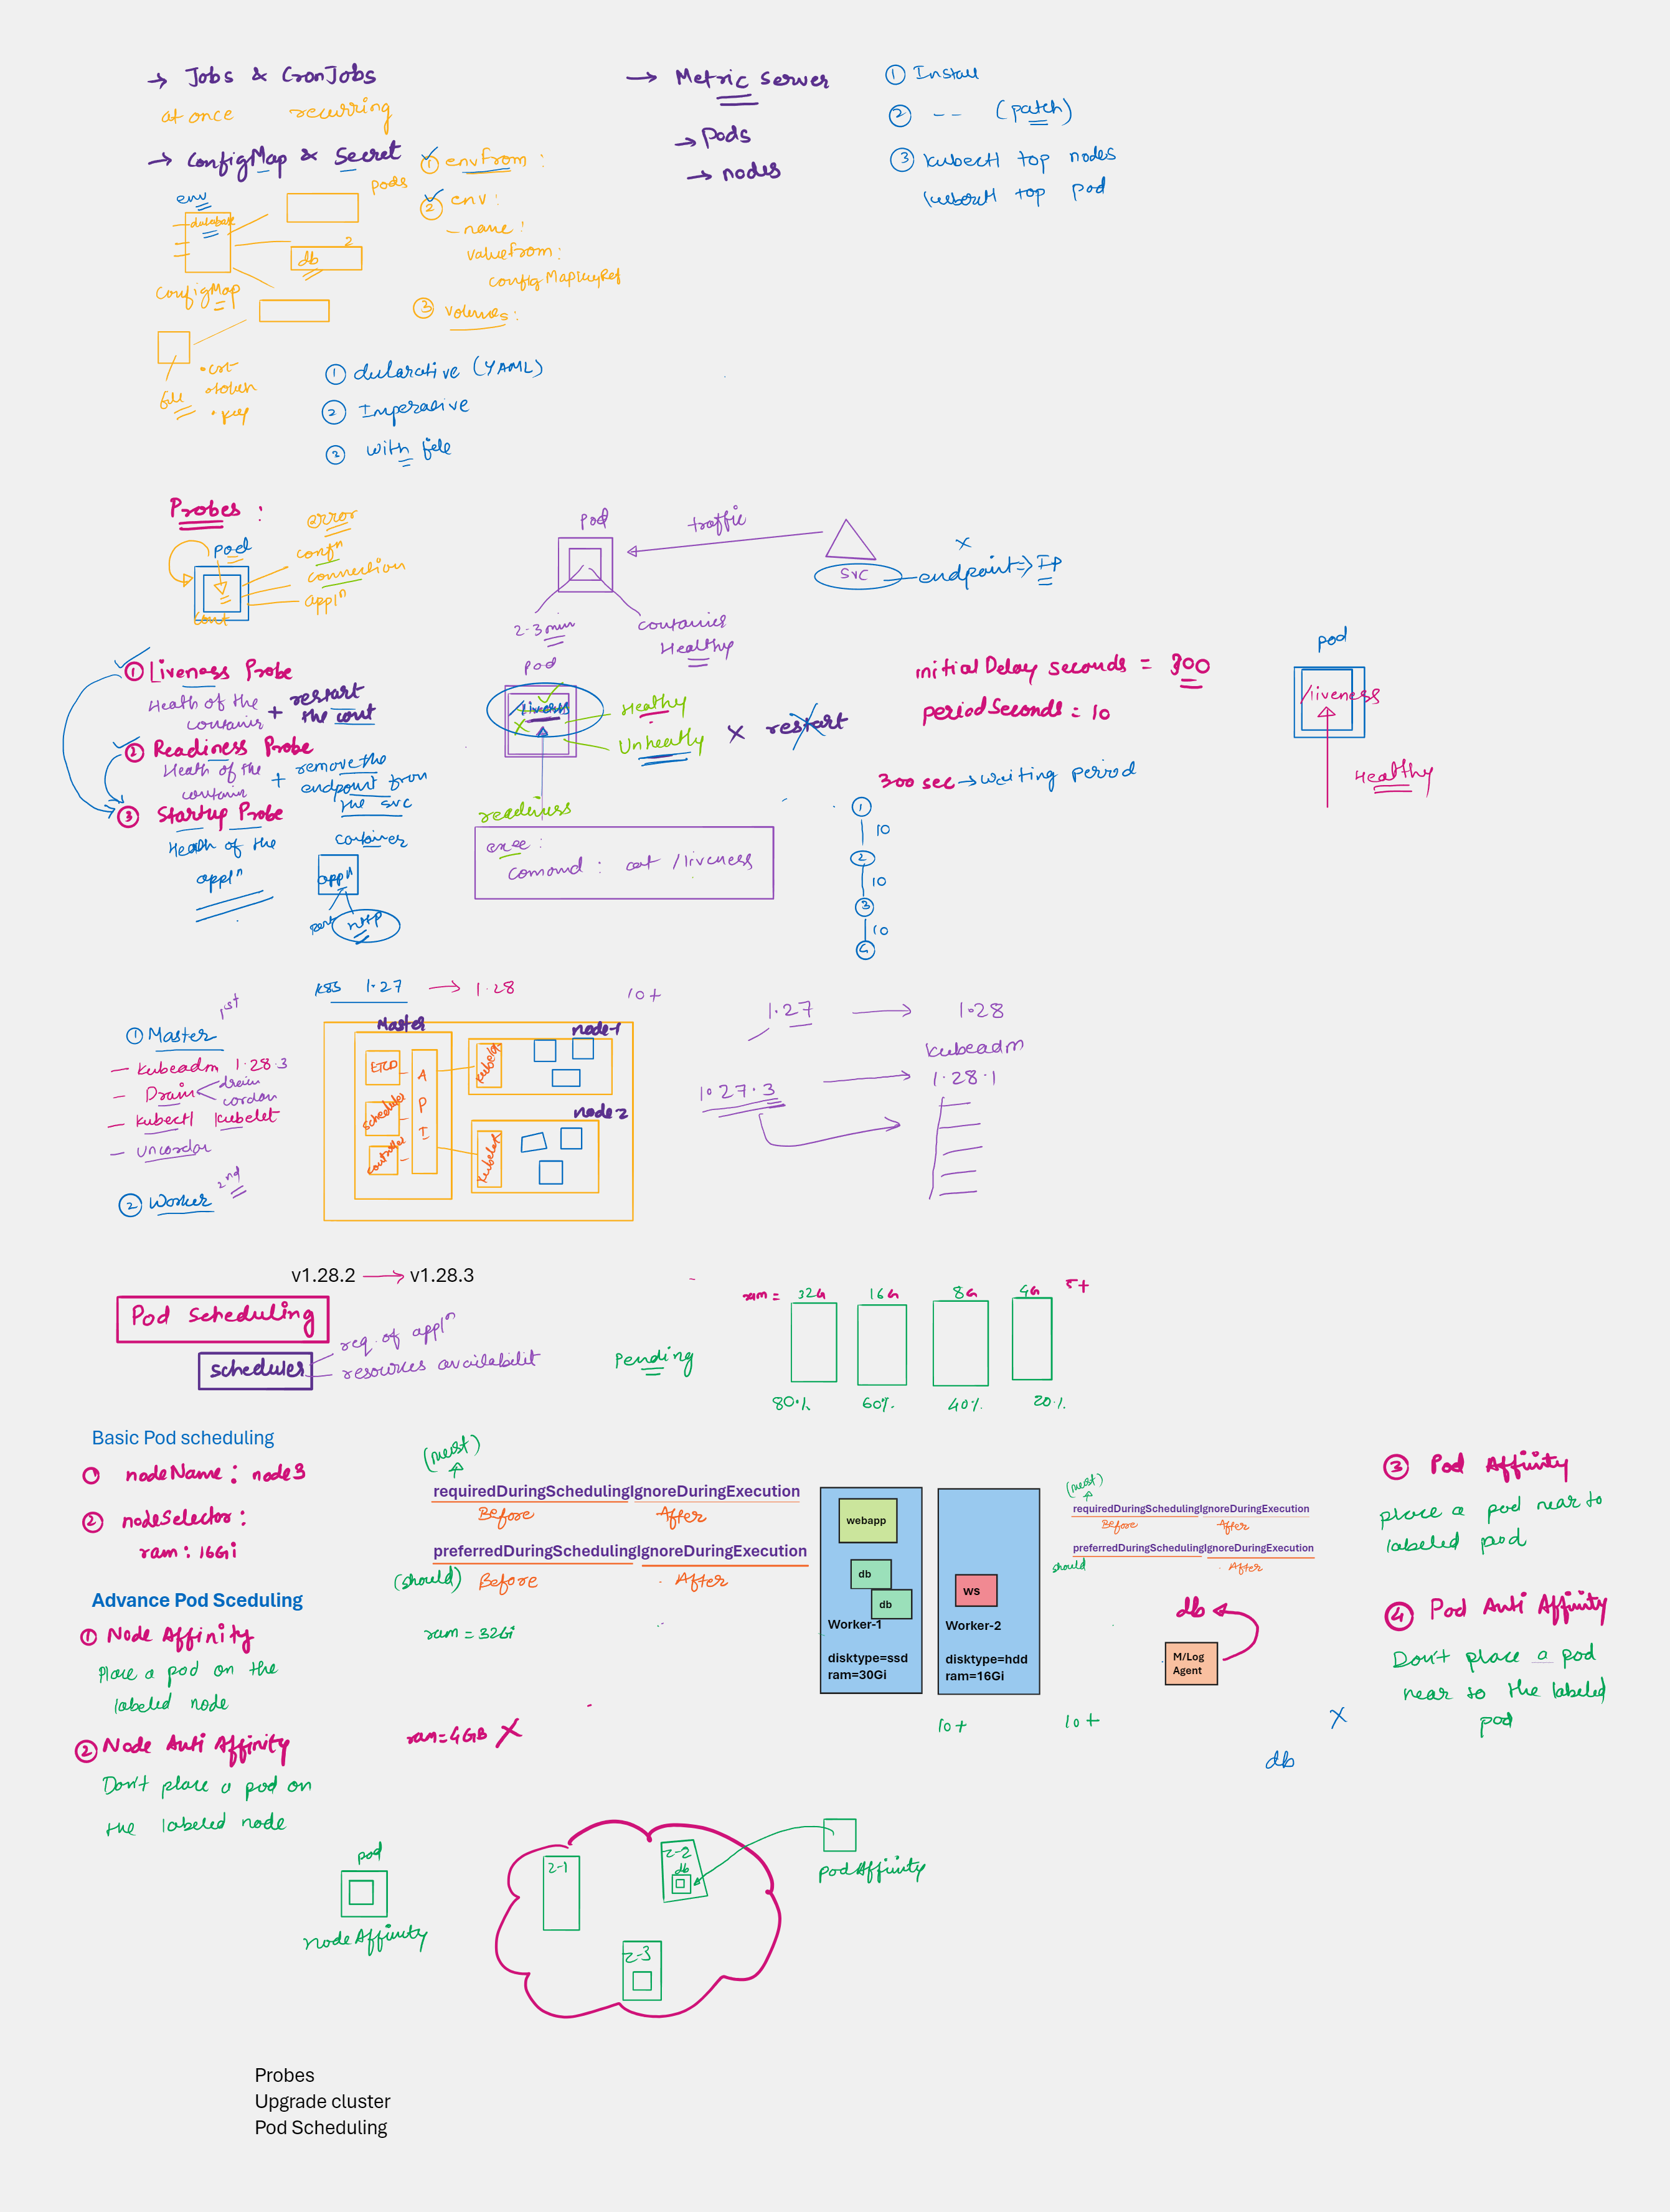 → Jobs & CronJobs
at once recurring
→ ConfigMap & Secret
pods
env
database
2
db
ConfigMap
file
• key
① envFrom :
② env :
- name :
valueFrom :
configMapKeyRef
③ volumes :
→ Metric Server
→ Pods
→ nodes
① Install
② -- (patch)
③ kubectl top nodes
kubectl top pod
① declarative (YAML)
② Imperative
② with file
Probes :
error
pod
confⁿ
connection
applⁿ
cont
Pod
traffic
SVC
x
endpoint => IP
2-3 min
container
Healthy
① Liveness Probe
Health of the container + restart the cont
② Readiness Probe
Heath of the contain + remove the endpoint from the svc
③ Startup Probe
Health of the
applⁿ
container
applⁿ
port
http
Pod
/liveness
Healthy
Unhealthy
X restart
readiness
exec :
comand : cat /liveness
initial Delay seconds = 300
periodSeconds = 10
300 sec → waiting period
1
10
2
10
3
10
4
pod
/liveness
Healthy
K8S 1.27 → 1.28
10+
① Master 1st
- kubeadm 1.28.3
- Drain
drain
cordon
- kubectl kubelet
- uncordon
② Worker 2nd
Master
ETCD
scheduler
controller
A
P
I
node-1
kubelet
node-2
kubelet
1.27 → 1.28
kubeadm
1.27.3 → 1.28.1
v1.28.2 → v1.28.3
Pod Scheduling
scheduler
req. of applⁿ
resources availabilit
Pending
ram = 32G 16G 8G 4G 5+
80% 60% 40% 20%
Basic Pod scheduling
① nodeName : node3
② nodeSelector :
ram : 16Gi
Advance Pod Sceduling
① Node Affinity
Place a pod on the
labeled node
② Node Anti Affinity
Don't place a pod on
the labeled node
(must)
requiredDuringSchedulingIgnoreDuringExecution
Before After
preferredDuringSchedulingIgnoreDuringExecution
(should) Before After
ram = 32Gi
ram=4GB X
webapp
db
db
Worker-1
disktype=ssd
ram=30Gi
ws
Worker-2
disktype=hdd
ram=16Gi
10+
10+
(must)
requiredDuringSchedulingIgnoreDuringExecution
Before After
preferredDuringSchedulingIgnoreDuringExecution
should After
db
M/Log
Agent
X
db
③ Pod Affinity
place a pod near to
labeled pod
④ Pod Anti Affinity
Don't place a pod
near to the labeled
pod
pod
nodeAffinity
Z-1
Z-2
db
Z-3
podAffinity
Probes
Upgrade cluster
Pod Scheduling